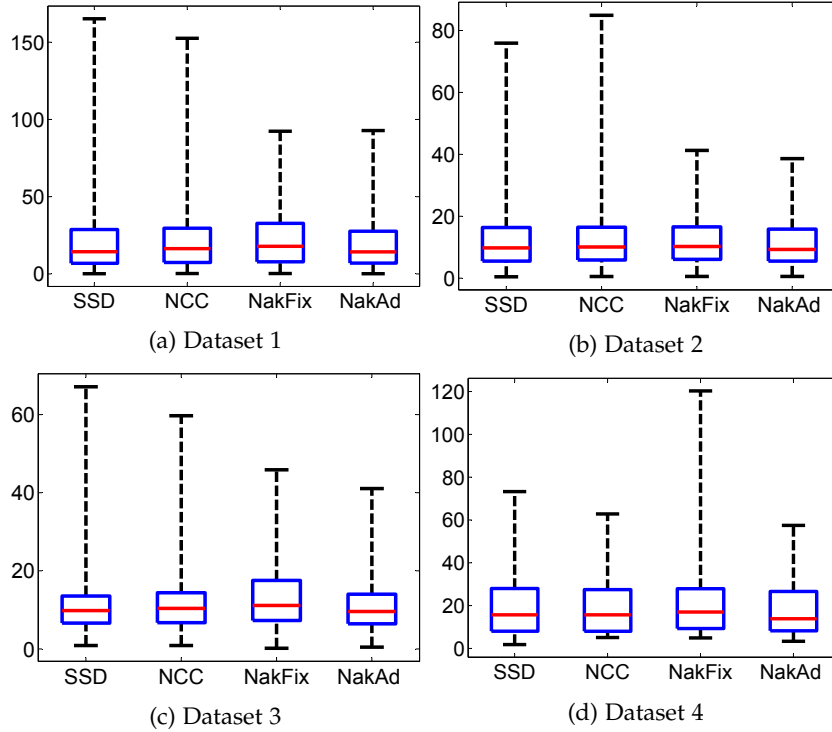 150
100
50
0
SSD NCC NakFix NakAd
(a) Dataset 1
80
60
40
20
0
SSD NCC NakFix NakAd
(b) Dataset 2
60
40
20
0
SSD NCC NakFix NakAd
(c) Dataset 3
120
100
80
60
40
20
0
SSD NCC NakFix NakAd
(d) Dataset 4